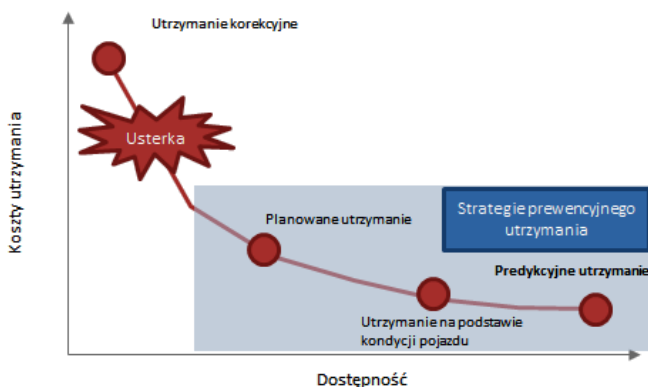 Utrzymanie korekcyjne
Koszty utrzymania
Usterka
Strategie prewencyjnego
utrzymania
Planowane utrzymanie
Predykcyjne utrzymanie
Utrzymanie na podstawie
kondycji pojazdu
Dostępność